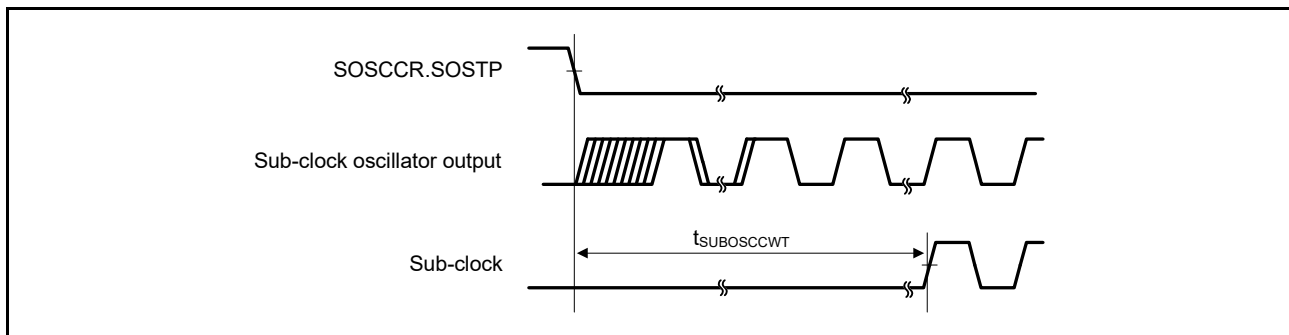 SOSCCR.SOSTP
Sub-clock oscillator output
tSUBOSCCWT
Sub-clock